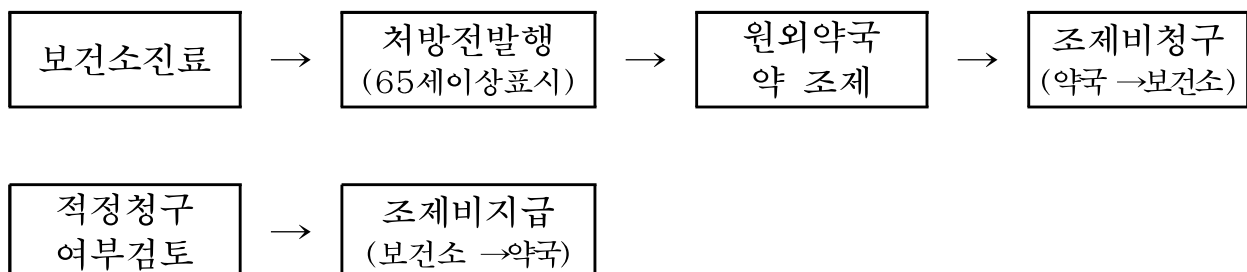 보건소진료 → 처방전발행 → 원외약국 → 조제비청구
(65세이상표시) 약 조제 (약국 →보건소)
적정청구 → 조제비지급
여부검토 (보건소 →약국)